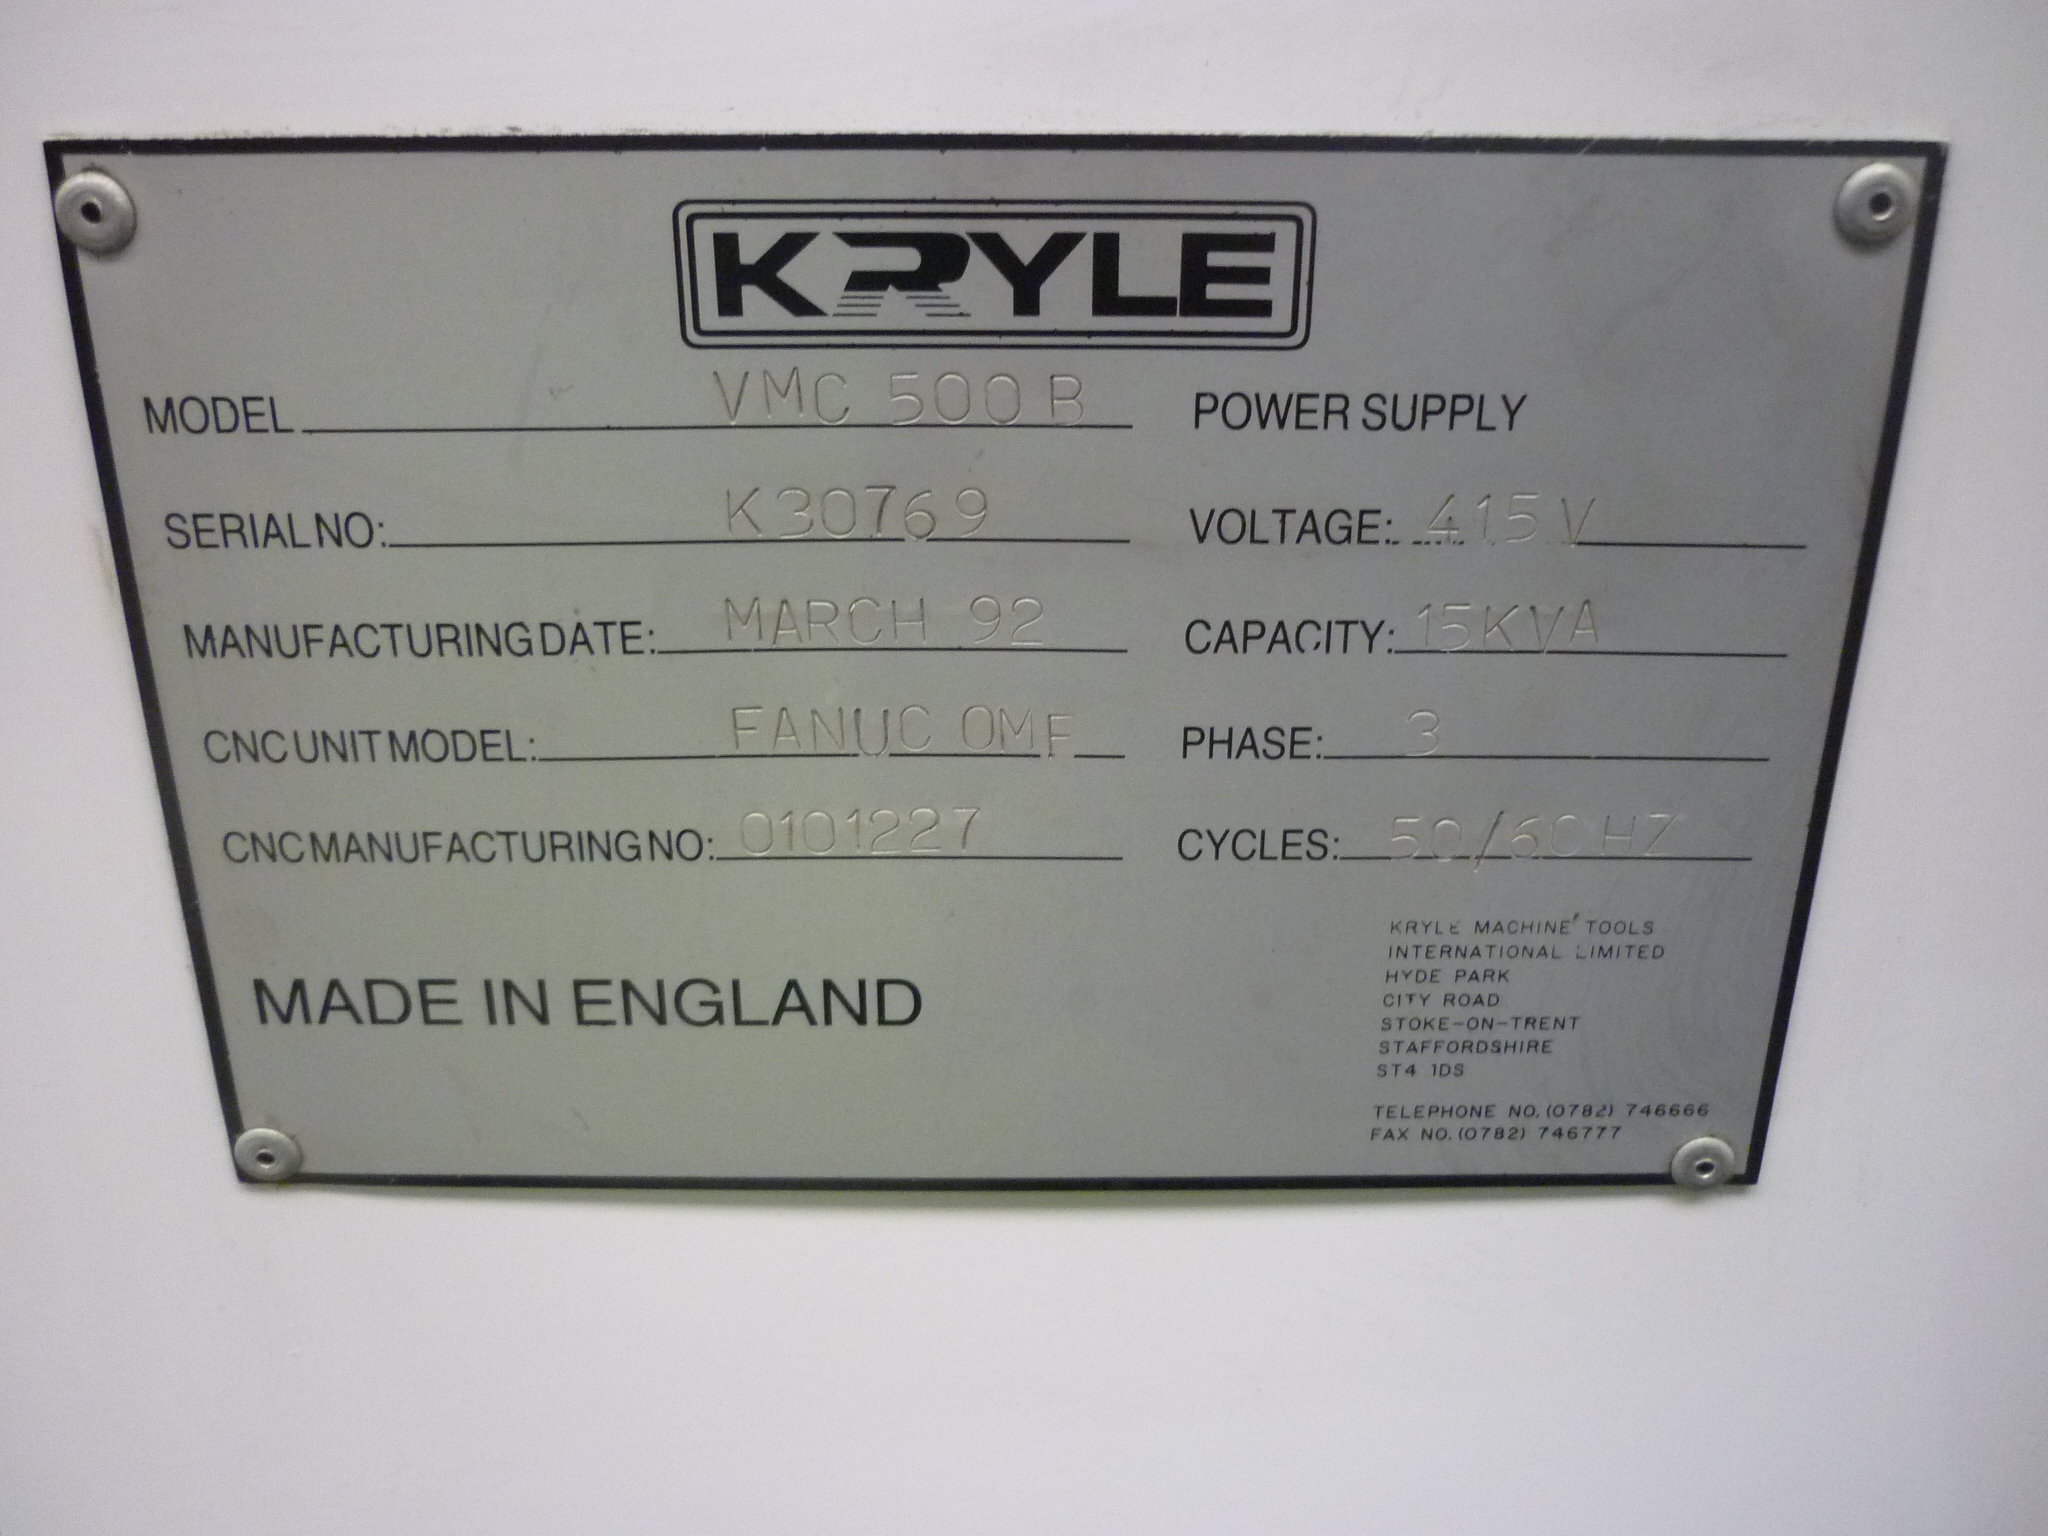 KRYLE
MODEL VMC 500 B
SERIAL NO: K30769
MANUFACTURING DATE: MARCH 92
CNC UNIT MODEL: FANUC OMF
CNC MANUFACTURING NO: 0101227
MADE IN ENGLAND
POWER SUPPLY
VOLTAGE: 415 V
CAPACITY: 15KVA
PHASE: 3
CYCLES: 50/60 HZ
KRYLE MACHINE TOOLS
INTERNATIONAL LIMITED
HYDE PARK
CITY ROAD
STOKE-ON-TRENT
STAFFORDSHIRE
ST4 1DS
TELEPHONE NO. (0782) 746666
FAX NO. (0782) 746777